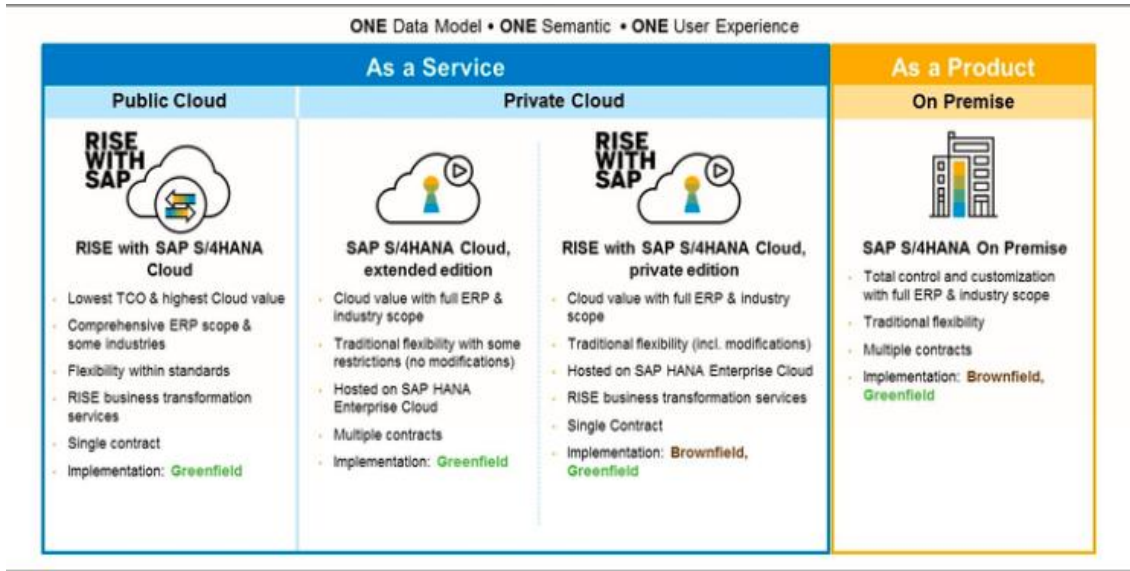 ONE Data Model • ONE Semantic • ONE User Experience
As a Service
Public Cloud
RISE
WITH
SAP
RISE with SAP S/4HANA
Cloud
Lowest TCO & highest Cloud value
Comprehensive ERP scope &
some industries
Flexibility within standards
RISE business transformation
services
Single contract
Implementation: Greenfield
Private Cloud
SAP S/4HANA Cloud,
extended edition
Cloud value with full ERP &
industry scope
Traditional flexibility with some
restrictions (no modifications)
Hosted on SAP HANA
Enterprise Cloud
Multiple contracts
Implementation: Greenfield
RISE
WITH
SAP
RISE with SAP S/4HANA Cloud,
private edition
Cloud value with full ERP & industry
scope
Traditional flexibility (incl. modifications)
Hosted on SAP HANA Enterprise Cloud
RISE business transformation services
Single Contract
Implementation: Brownfield,
Greenfield
As a Product
On Premise
SAP S/4HANA On Premise
Total control and customization
with full ERP & industry scope
Traditional flexibility
Multiple contracts
Implementation: Brownfield,
Greenfield